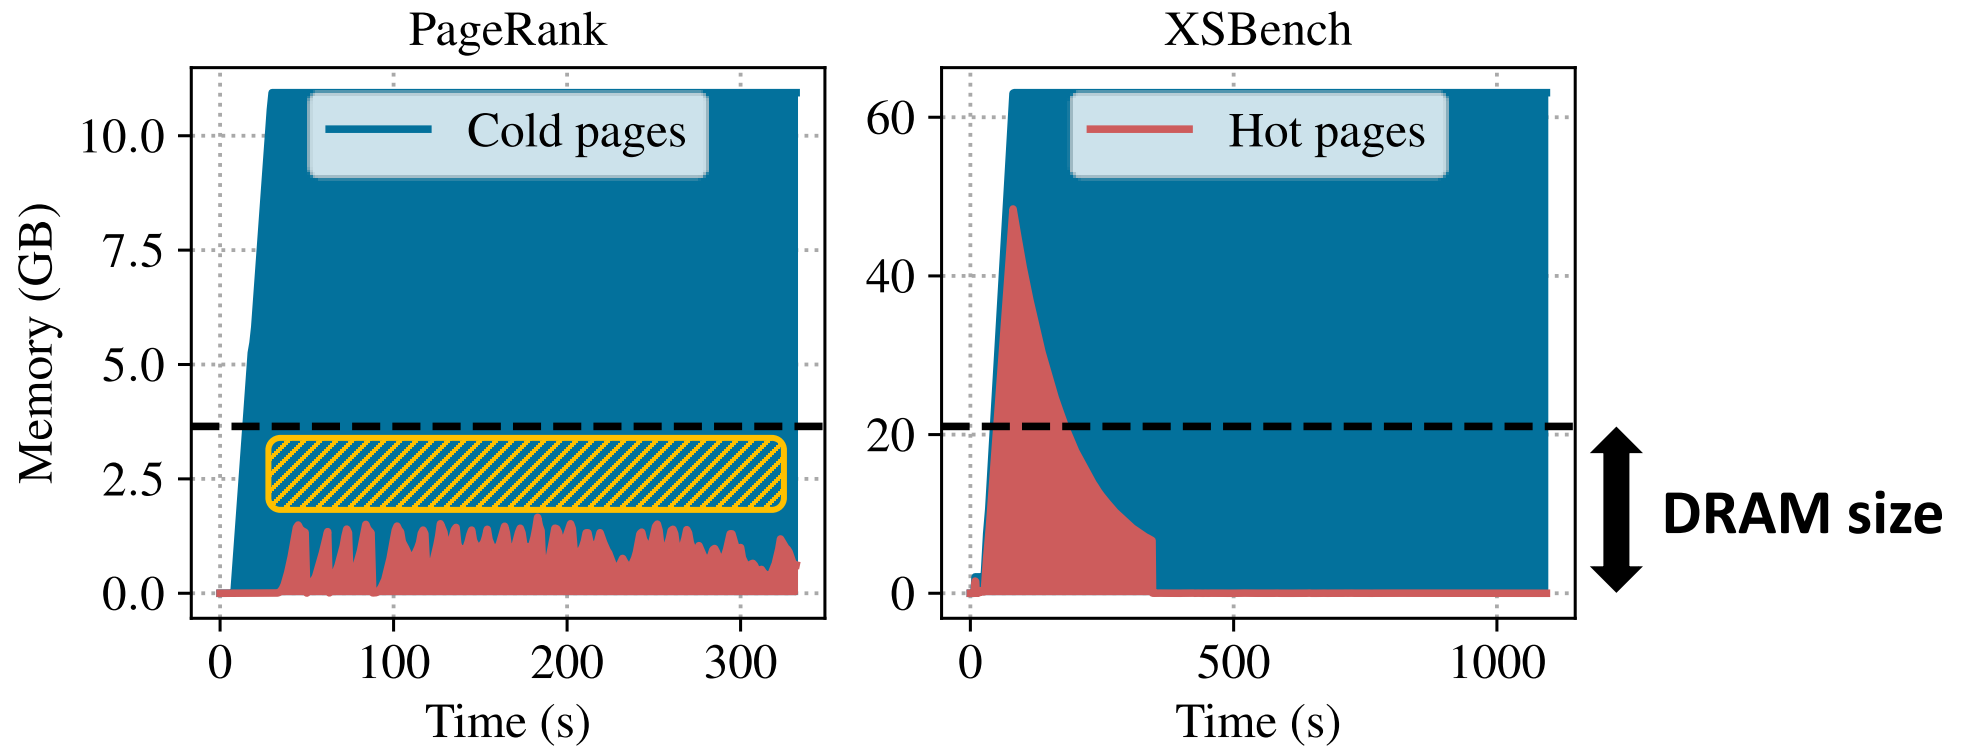 PageRank
Cold pages
10.0
7.5
5.0
2.5
0.0
Memory (GB)
0
100
200
300
Time (s)
XSBench
Hot pages
60
40
20
0
0
500
1000
Time (s)
DRAM size